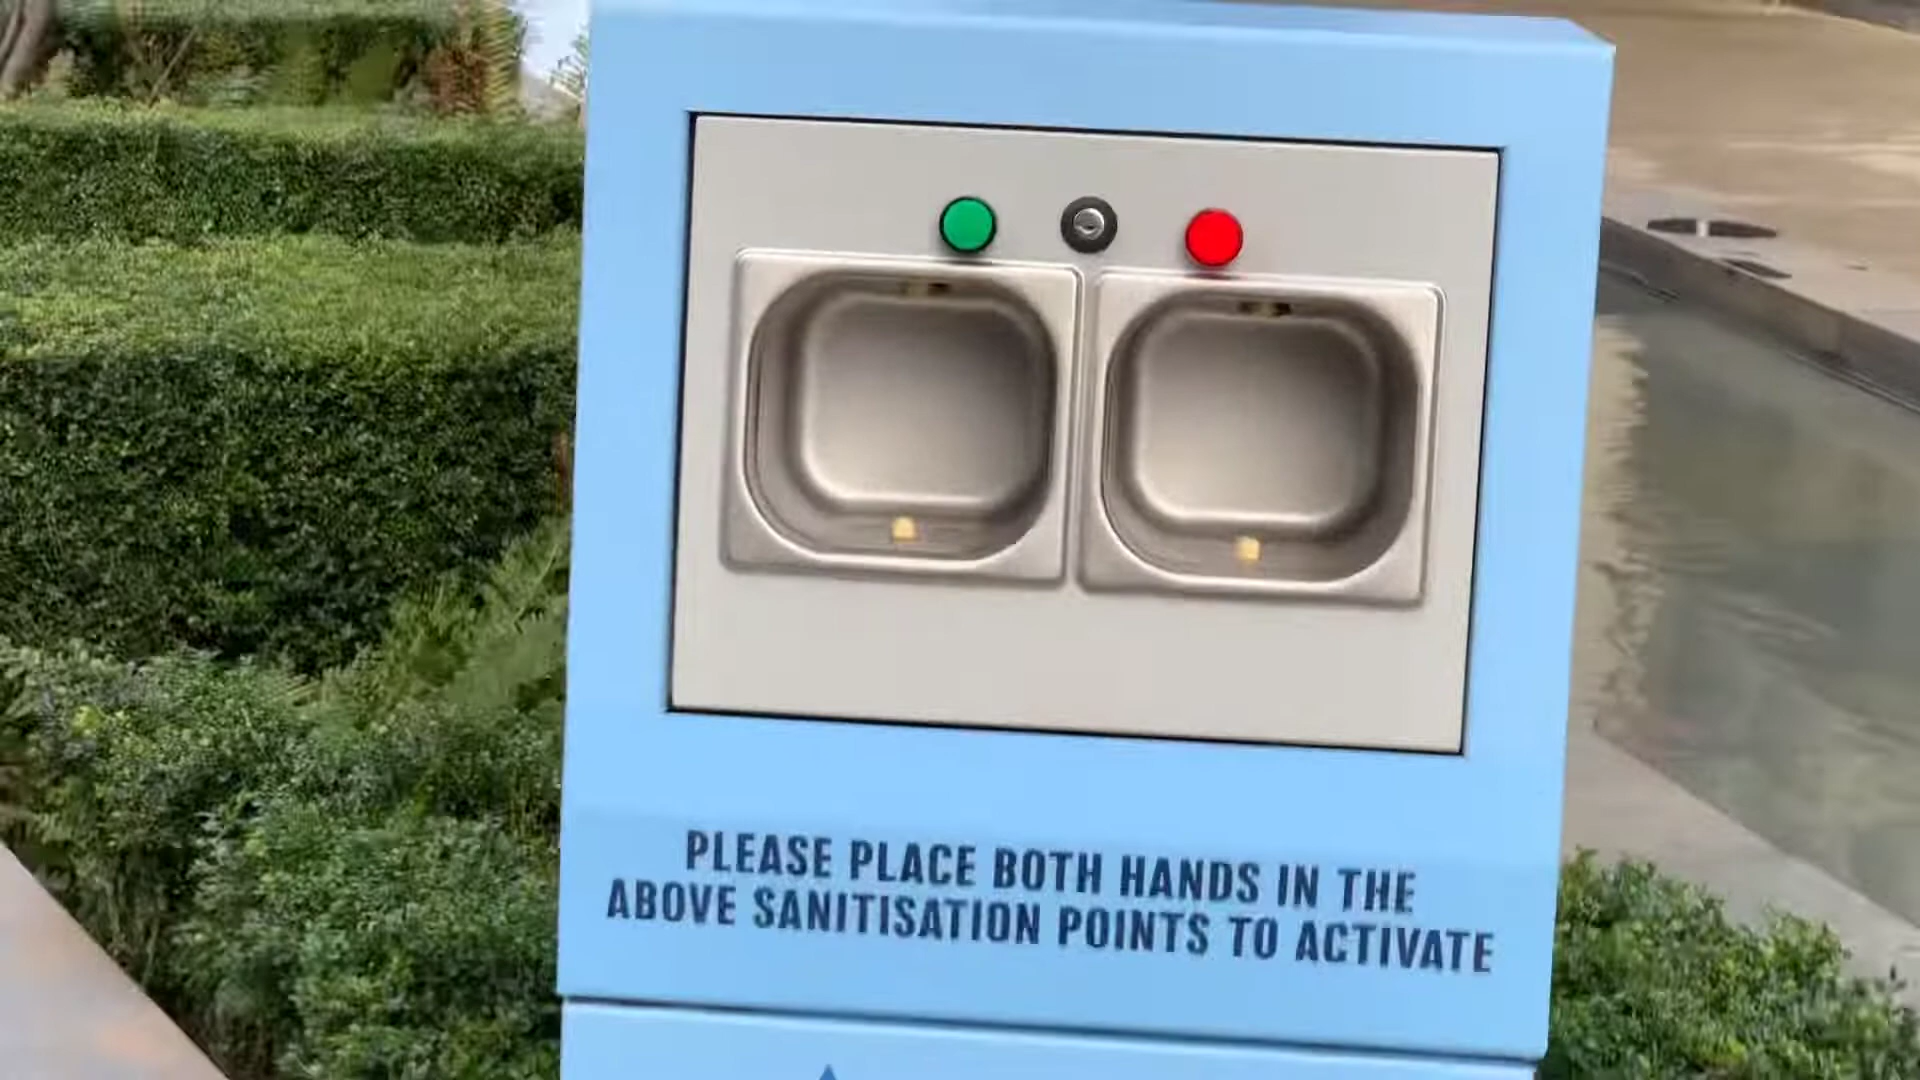 PLEASE PLACE BOTH HANDS IN THE
ABOVE SANITISATION POINTS TO ACTIVATE